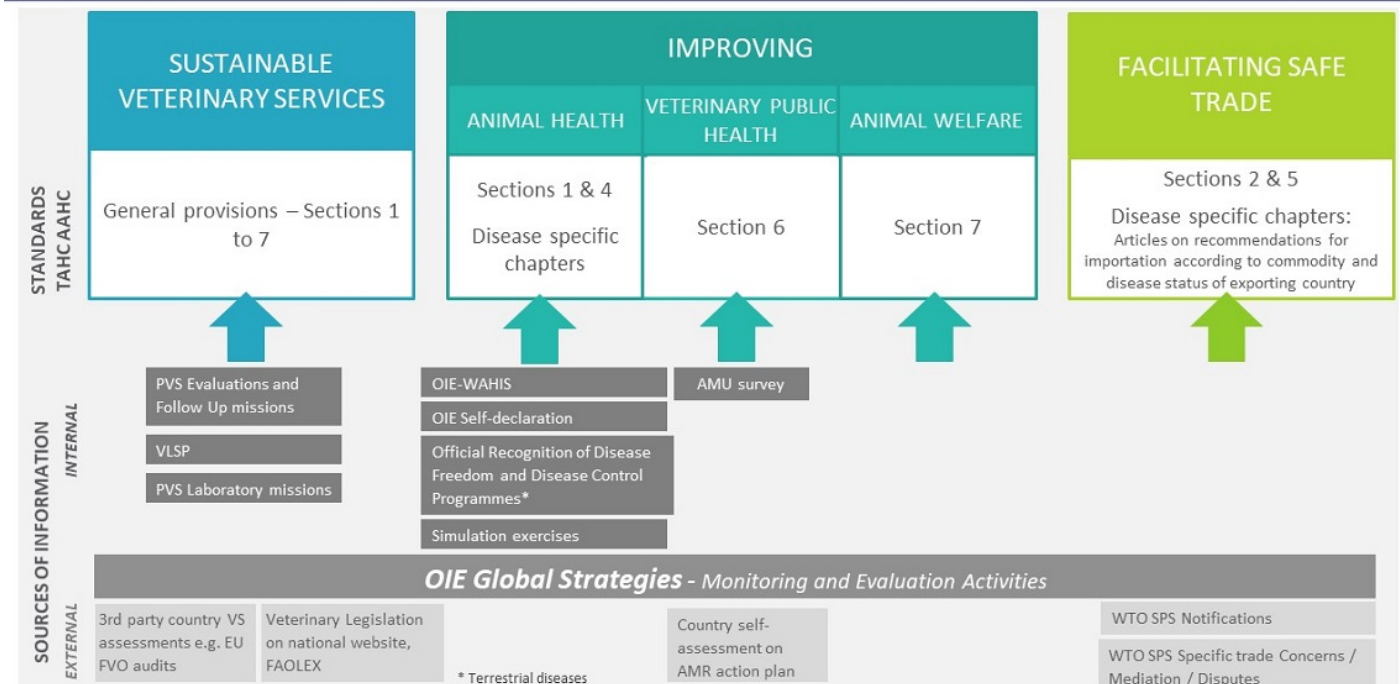 SUSTAINABLE
VETERINARY SERVICES
General provisions – Sections 1
to 7
IMPROVING
ANIMAL HEALTH
VETERINARY PUBLIC
HEALTH
ANIMAL WELFARE
Sections 1 & 4
Disease specific
chapters
Section 6
Section 7
FACILITATING SAFE
TRADE
Sections 2 & 5
Disease specific chapters:
Articles on recommendations for
importation according to commodity and
disease status of exporting country
STANDARDS
TAHC AAHC
SOURCES OF INFORMATION
INTERNAL
PVS Evaluations and
Follow Up missions
VLSP
PVS Laboratory missions
OIE-WAHIS
OIE Self-declaration
Official Recognition of Disease
Freedom and Disease Control
Programmes*
Simulation exercises
AMU survey
OIE Global Strategies - Monitoring and Evaluation Activities
EXTERNAL
3rd party country VS
assessments e.g. EU
FVO audits
Veterinary Legislation
on national website,
FAOLEX
* Terrestrial diseases
Country self-
assessment on
AMR action plan
WTO SPS Notifications
WTO SPS Specific trade Concerns /
Mediation / Disputes